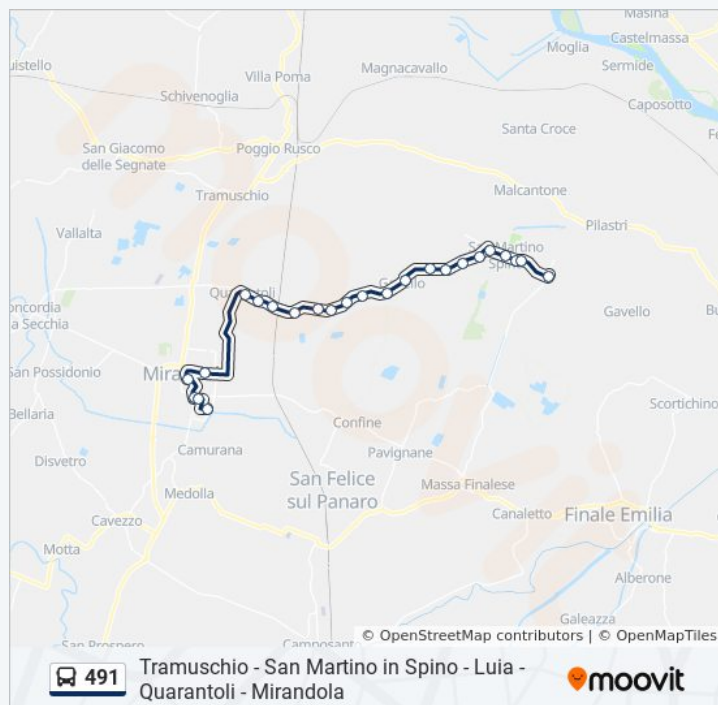 Masina
Castelmassa
Moglia
Sermide
uistello
Villa Poma
Magnacavallo
Schivenoglia
Caposotto
Santa Croce
San Giacomo
delle Segnate
Poggio Rusco
Malcantone
Tramuschio
Pilastri
Vallalta
San Martino
Spino
Gavello
Quarantoli
Gavello
oncordia
a Secchia
San Possidonio
Mira
Bellaria
Scortichino
Confine
Camurana
Pavignane
Disvetro
San Felice
sul Panaro
Massa Finalese
Medolla
Canaletto
Finale Emilia
Cavezzo
Motta
Alberone
Galeazza
San Prospero
Camposanto
© OpenStreetMap contributors | © OpenMapTiles
491
Tramuschio - San Martino in Spino - Luia -
Quarantoli - Mirandola
moovit